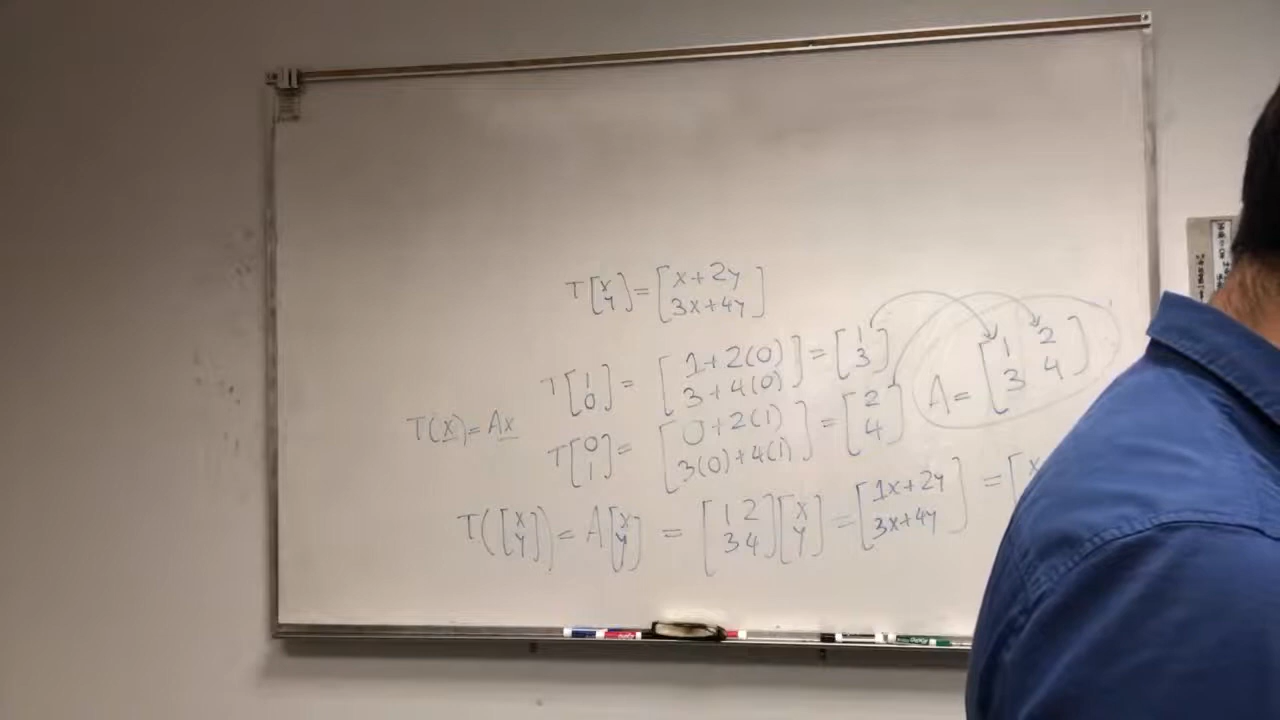 T[x y] = [x+2y 3x+4y]
T[1 0] = [1+2(0) 3+4(0)] = [1 3]
A = [1 2 3 4]
T(x) = Ax
T[0 1] = [0+2(1) 3(0)+4(1)] = [2 4]
T([x y]) = A[x y] = [1 2 3 4][x y] = [1x+2y 3x+4y] = [x